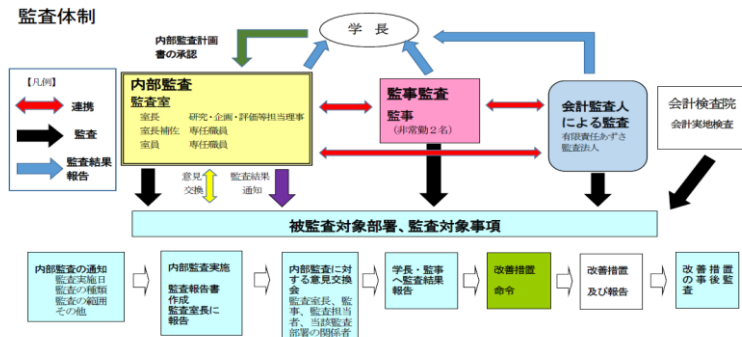 監査体制
学 長
内部監査計画
書の承認
【凡例】
連携
監査
監査結果
報告
内部監査
監査室
室長 研究・企画・評価等担当理事
室長補佐 専任職員
室員 専任職員
監事監査
監事
(非常勤2名)
会計監査人
による監査
有限責任あずさ
監査法人
会計検査院
会計実地検査
意見
交換
監査結果
通知
被監査対象部署、監査対象事項
内部監査の通知
監査実施日
監査の種類
監査の範囲
その他
内部監査実施
監査報告書
作成
監査室長に
報告
内部監査に対
する意見交換
会
監査室長、監
事、監査担当
者、当該監査
部署の関係者
学長・監事
へ監査結果
報告
改善措置
命令
改善措置
及び報告
改善措置
の事後監
査